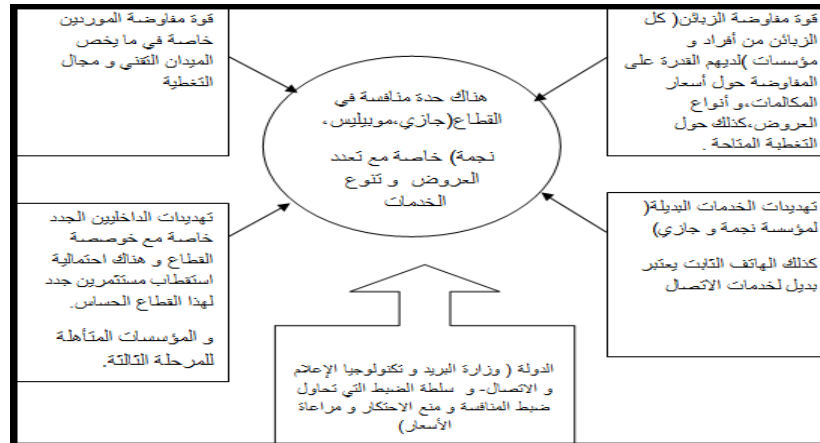 قوة مفاوضة الزبائن( كل
الزبائن من أفراد و
مؤسسات )لديهم القدرة على
المفاوضة حول أسعار
المكالمات،و أنواع
العروض،كذلك حول
التغطية المتاحة .
قوة مفاوضة الموردين
خاصة في ما يخص
الميدان التقني و مجال
التغطية
هناك حدة منافسة في
القطاع(جازي،موبيليس،
نجمة) خاصة مع تعدد
العروض و تنوع
الخدمات
تهديدات الخدمات البديلة(
لمؤسسة نجمة و جازي)
كذلك الهاتف الثابت يعتبر
بديل لخدمات الاتصال
تهديدات الداخليين الجدد
خاصة مع خوصصة
القطاع و هناك احتمالية
استقطاب مستثمرين جدد
لهذا القطاع الحساس.
و المؤسسات المتأهلة
للمرحلة الثالثة.
الدولة ( وزارة البريد و تكنولوجيا الإعلام
و الاتصال- و سلطة الضبط التي تحاول
ضبط المنافسة و منع الاحتكار و مراعاة
الأسعار)